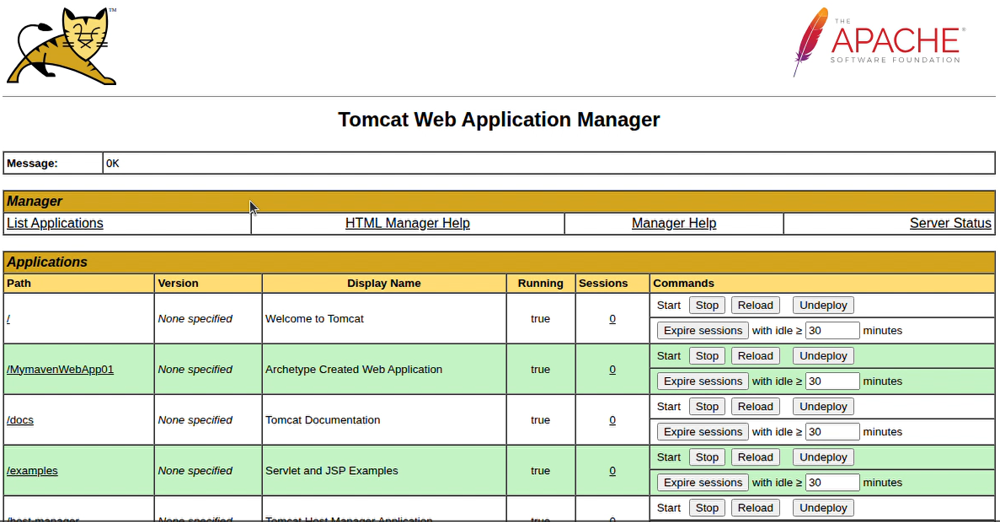 TM
THE
APACHE®
SOFTWARE FOUNDATION
Tomcat Web Application Manager
Message: OK
Manager
List Applications HTML Manager Help Manager Help Server Status
Applications
Path Version Display Name Running Sessions Commands
/ None specified Welcome to Tomcat true 0 Start Stop Reload Undeploy
Expire sessions with idle ≥ 30 minutes
/MymavenWebApp01 None specified Archetype Created Web Application true 0 Start Stop Reload Undeploy
Expire sessions with idle ≥ 30 minutes
/docs None specified Tomcat Documentation true 0 Start Stop Reload Undeploy
Expire sessions with idle ≥ 30 minutes
/examples None specified Servlet and JSP Examples true 0 Start Stop Reload Undeploy
Expire sessions with idle ≥ 30 minutes
/host-manager None specified Tomcat Host Manager Application true 0 Start Stop Reload Undeploy